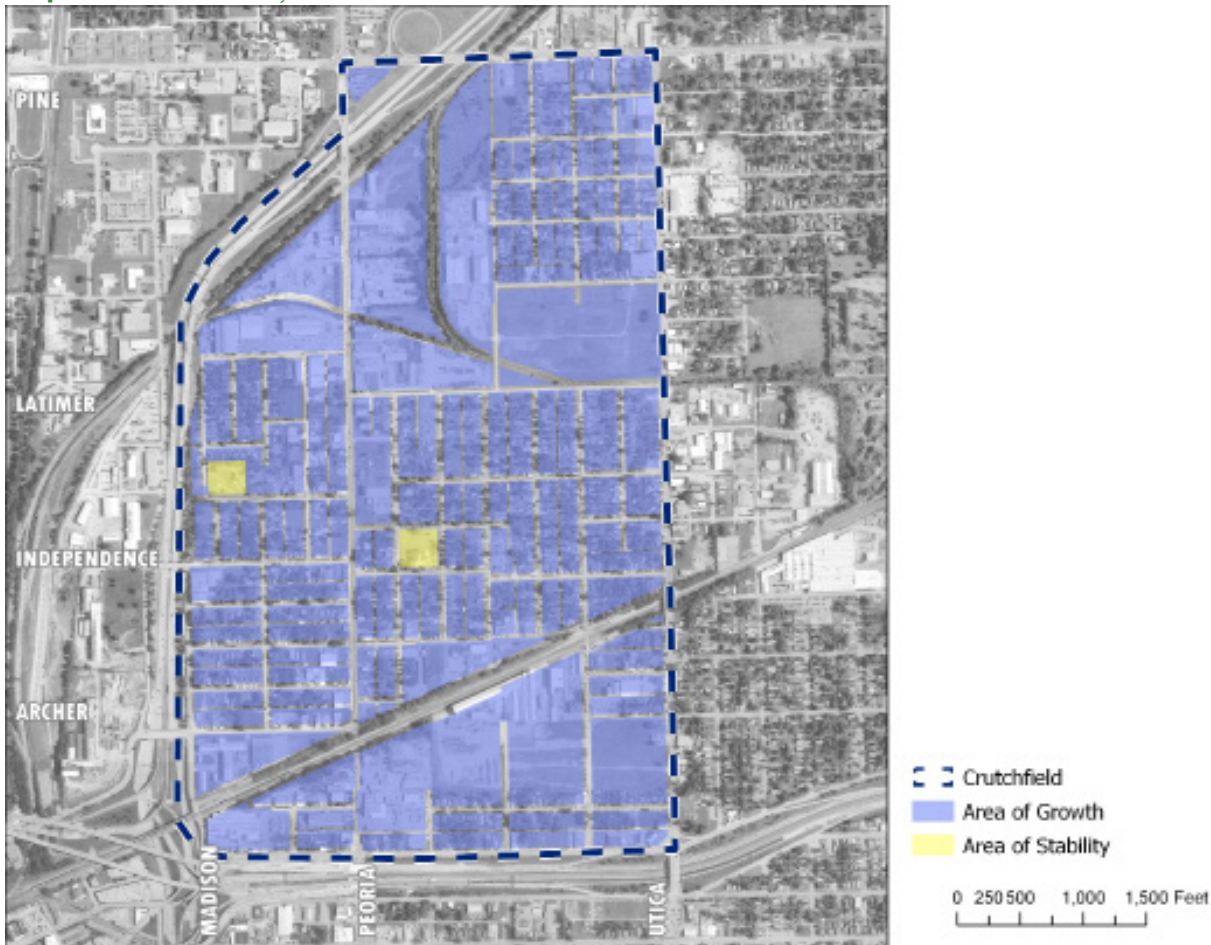 PINE
LATIMER
INDEPENDENCE
ARCHER
MADISON
PEORIA
UTICA
Crutchfield
Area of Growth
Area of Stability
0 250 500 1,000 1,500 Feet